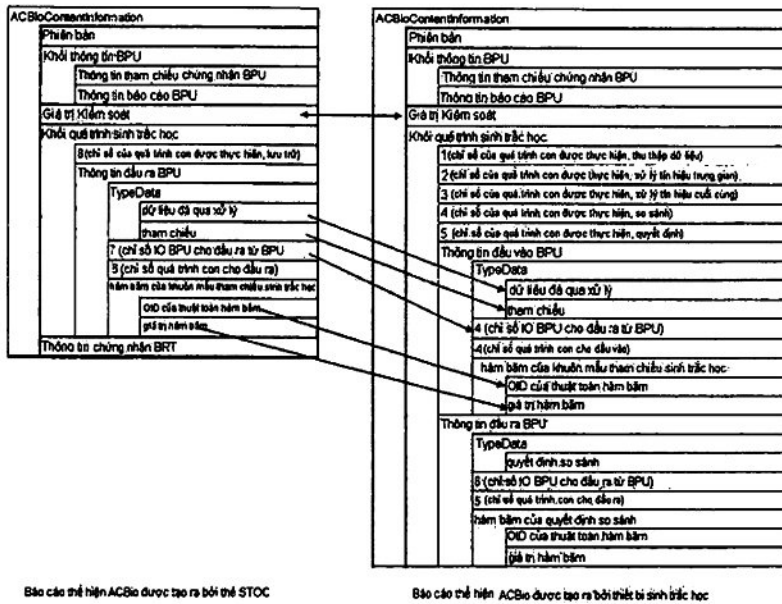 ACBioContentInformation
Phiên bản
Khối thông tin BPU
Thông tin tham chiếu chứng nhận BPU
Thông tin báo cáo BPU
Giá trị Kiểm soát
Khối quá trình sinh trắc học
8(chỉ số của quá trình con được thực hiện, lưu trữ)
Thông tin đầu ra BPU
TypeData
dữ liệu đã qua xử lý
tham chiếu
7 (chỉ số IO BPU cho đầu ra từ BPU
8 (chỉ số quá trình con cho đầu ra)
hàm băm của khuôn mẫu tham chiếu sinh trắc học
OID của thuật toán hàm băm
giá trị hàm băm
Thông tin chứng nhận BRT
Báo cáo thể hiện ACBio được tạo ra bởi thẻ STOC
ACBioContentInformation
Phiên bản
Khối thông tin BPU
Thông tin tham chiếu chứng nhận BPU
Thông tin báo cáo BPU
Giá trị Kiểm soát
Khối quá trình sinh trắc học
1(chỉ số của quá trình con được thực hiện, thu thập dữ liệu)
2 (chỉ số của quá trình con được thực hiện, xử lý tín hiệu trung gian)
3 (chỉ số của quá trình con được thực hiện, xử lý tín hiệu cuối cùng)
4 (chỉ số của quá trình con được thực hiện, so sánh)
5 (chỉ số của quá trình con được thực hiện, quyết định)
Thông tin đầu vào BPU
TypeData
dữ liệu đã qua xử lý
tham chiếu
4 (chỉ số IO BPU cho đầu ra từ BPU)
4(chỉ số quá trình con cho đầu vào)
hàm băm của khuôn mẫu tham chiếu sinh trắc học
OID của thuật toán hàm băm
giá trị hàm băm
Thông tin đầu ra BPU
TypeData
quyết định so sánh
8 (chỉ số IO BPU cho đầu ra từ BPU)
5 (chỉ số quá trình con cho đầu ra)
hàm băm của quyết định so sánh
OID của thuật toán hàm băm
giá trị hàm băm
Báo cáo thể hiện ACBio được tạo ra bởi thiết bị sinh trắc học